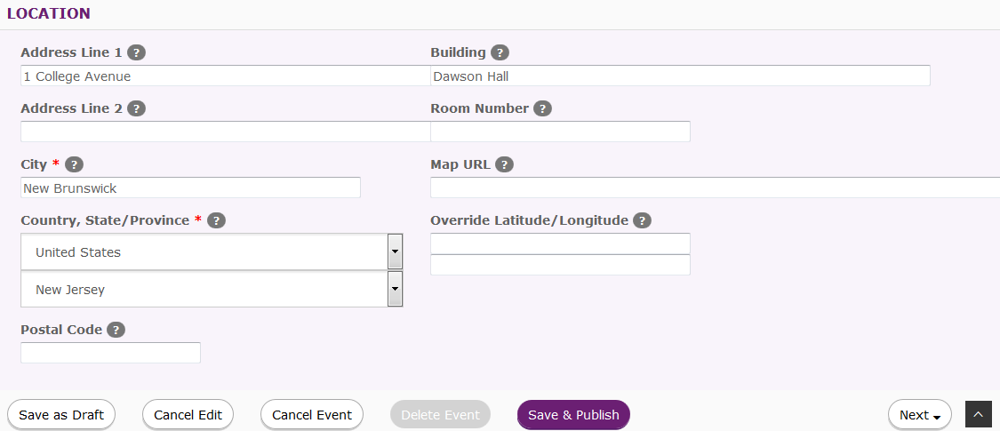 LOCATION
Address Line 1 ?
1 College Avenue
Building ?
Dawson Hall
Address Line 2 ?
Room Number ?
City * ?
New Brunswick
Map URL ?
Country, State/Province * ?
United States
New Jersey
Override Latitude/Longitude ?
Postal Code ?
Save as Draft
Cancel Edit
Cancel Event
Delete Event
Save & Publish
Next